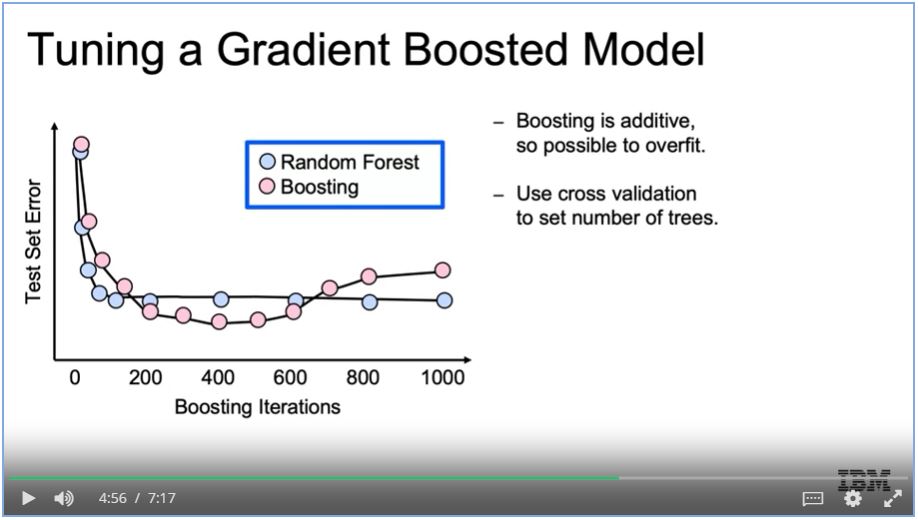 Tuning a Gradient Boosted Model
– Boosting is additive,
so possible to overfit.
– Use cross validation
to set number of trees.
Random Forest
Boosting
Test Set Error
0 200 400 600 800 1000
Boosting Iterations
IBM
4:56 / 7:17